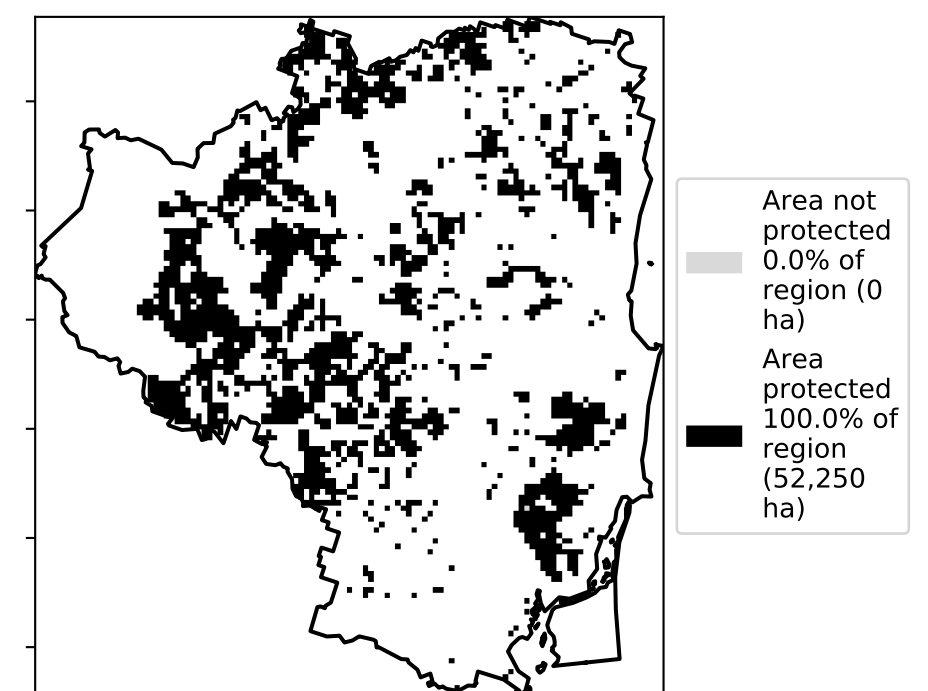 Area not
protected
0.0% of
region (0
ha)
Area
protected
100.0% of
region
(52,250
ha)